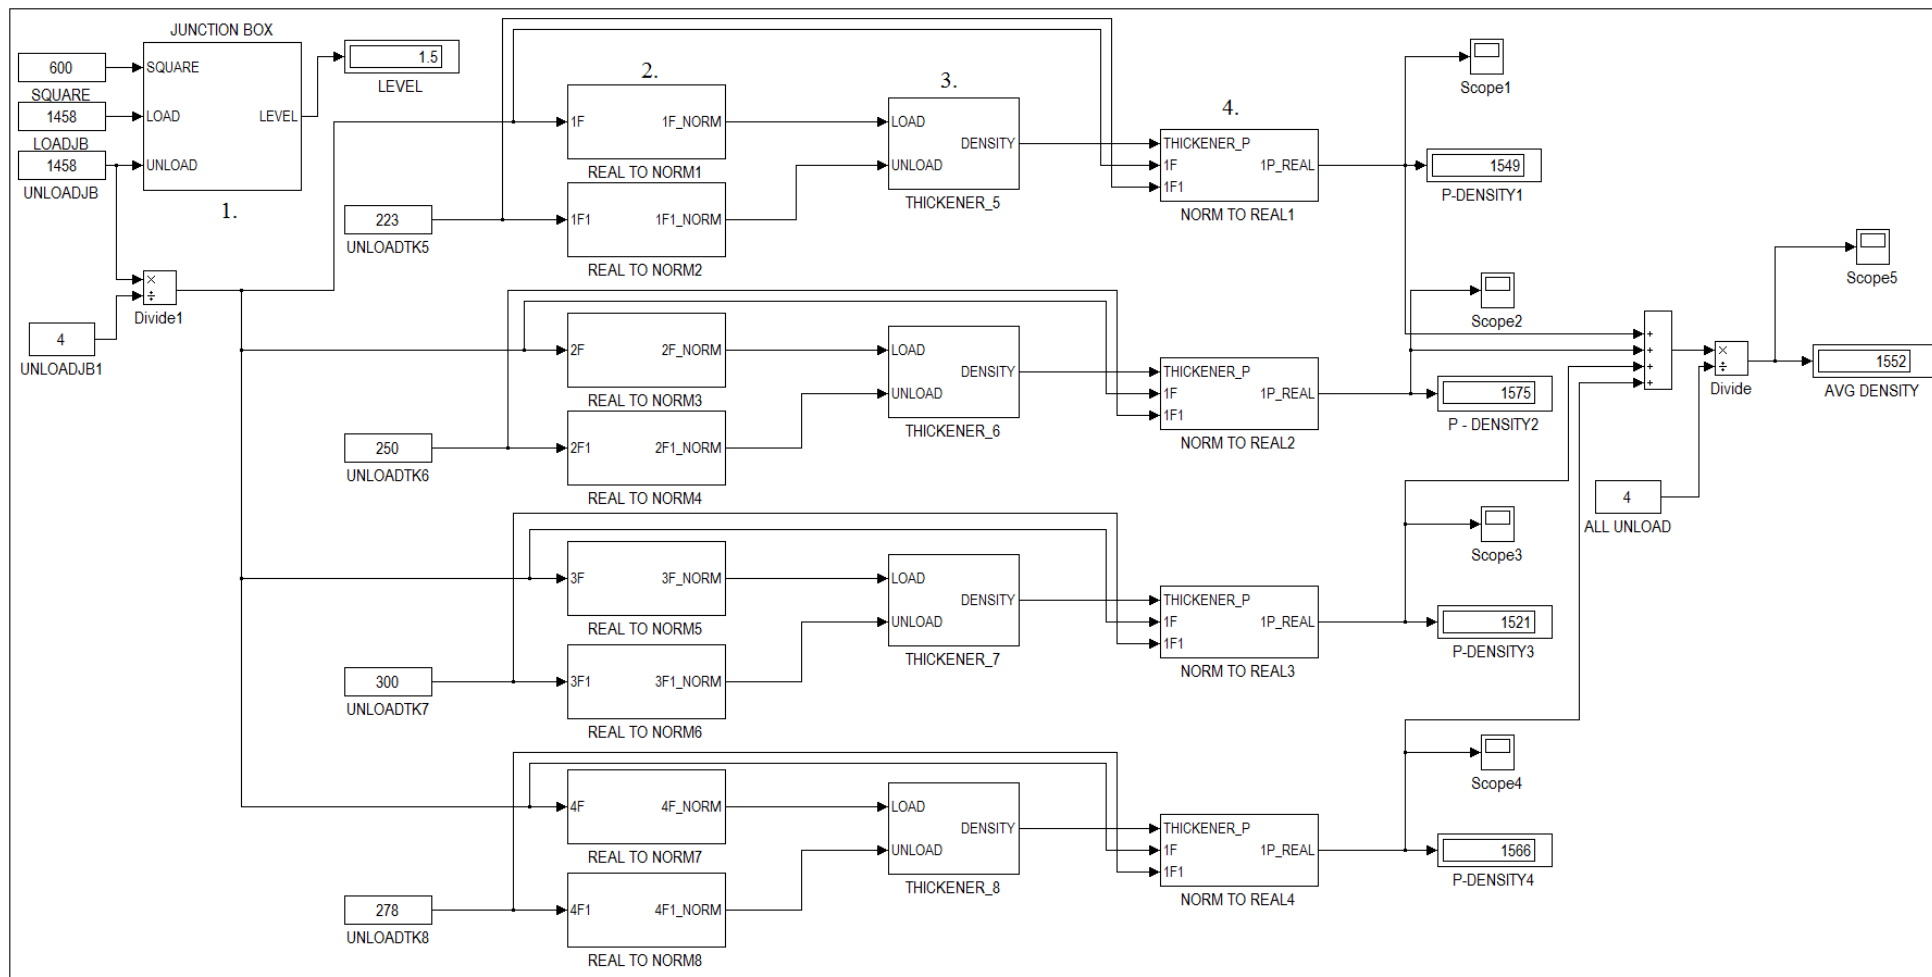 JUNCTION BOX
600
SQUARE
SQUARE
1458
LOAD
LOADJB
1458
UNLOAD
UNLOADJB
LEVEL
1.
1.5
LEVEL
×
÷
Divide1
4
UNLOADJB1
2.
1F 1F_NORM
REAL TO NORM1
223
UNLOADTK5
1F1 1F1_NORM
REAL TO NORM2
3.
LOAD
DENSITY
UNLOAD
THICKENER_5
4.
THICKENER_P
1F 1P_REAL
1F1
NORM TO REAL1
Scope1
1549
P-DENSITY1
2F 2F_NORM
REAL TO NORM3
250
UNLOADTK6
2F1 2F1_NORM
REAL TO NORM4
LOAD
DENSITY
UNLOAD
THICKENER_6
THICKENER_P
1F 1P_REAL
1F1
NORM TO REAL2
Scope2
1575
P - DENSITY2
3F 3F_NORM
REAL TO NORM5
300
UNLOADTK7
3F1 3F1_NORM
REAL TO NORM6
LOAD
DENSITY
UNLOAD
THICKENER_7
THICKENER_P
1F 1P_REAL
1F1
NORM TO REAL3
Scope3
1521
P-DENSITY3
4F 4F_NORM
REAL TO NORM7
278
UNLOADTK8
4F1 4F1_NORM
REAL TO NORM8
LOAD
DENSITY
UNLOAD
THICKENER_8
THICKENER_P
1F 1P_REAL
1F1
NORM TO REAL4
Scope4
1566
P-DENSITY4
+
+
+
+
4
ALL UNLOAD
×
÷
Divide
Scope5
1552
AVG DENSITY